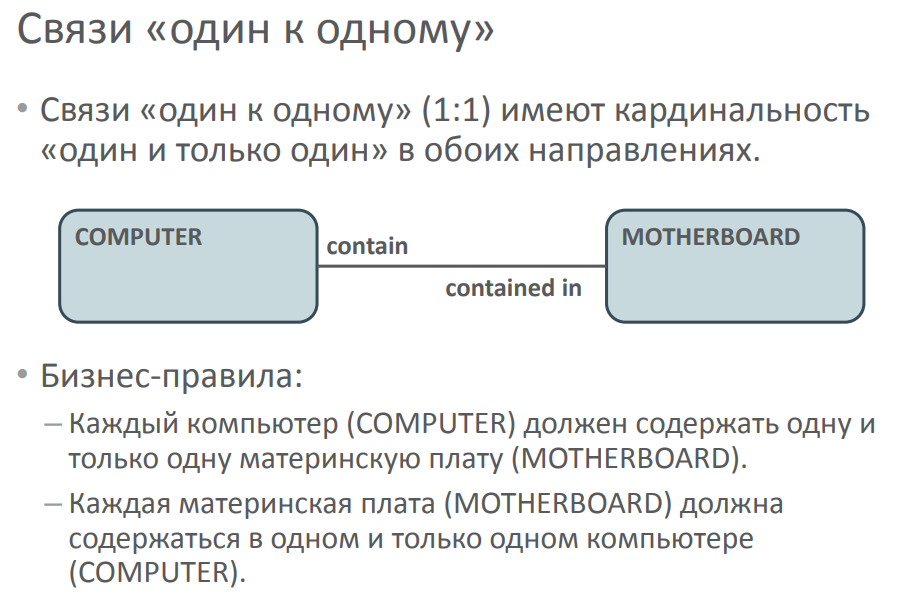 Связи «один к одному»
• Связи «один к одному» (1:1) имеют кардинальность
«один и только один» в обоих направлениях.
COMPUTER
contain
MOTHERBOARD
contained in
• Бизнес-правила:
– Каждый компьютер (COMPUTER) должен содержать одну и
только одну материнскую плату (MOTHERBOARD).
– Каждая материнская плата (MOTHERBOARD) должна
содержаться в одном и только одном компьютере
(COMPUTER).